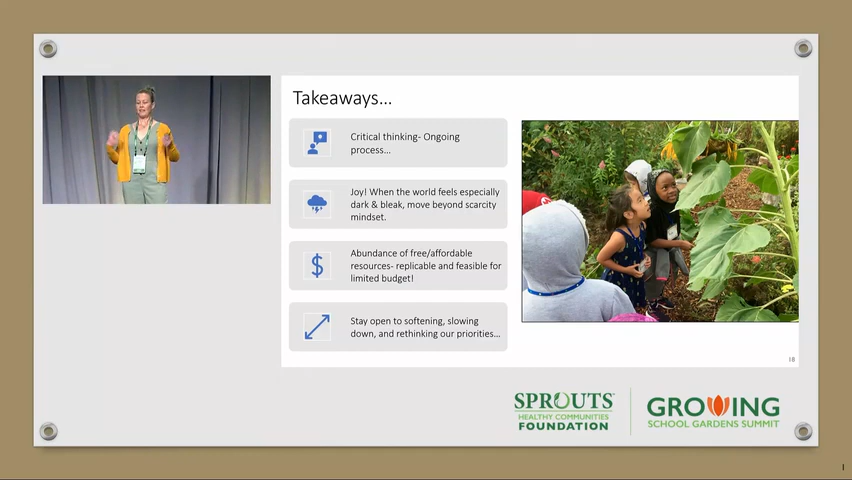 Takeaways...
Critical thinking- Ongoing
process...
Joy! When the world feels especially
dark & bleak, move beyond scarcity
mindset.
Abundance of free/affordable
resources- replicable and feasible for
limited budget!
Stay open to softening, slowing
down, and rethinking our priorities...
18
SPROUTS
HEALTHY COMMUNITIES
FOUNDATION
GROWING
SCHOOL GARDENS SUMMIT
1